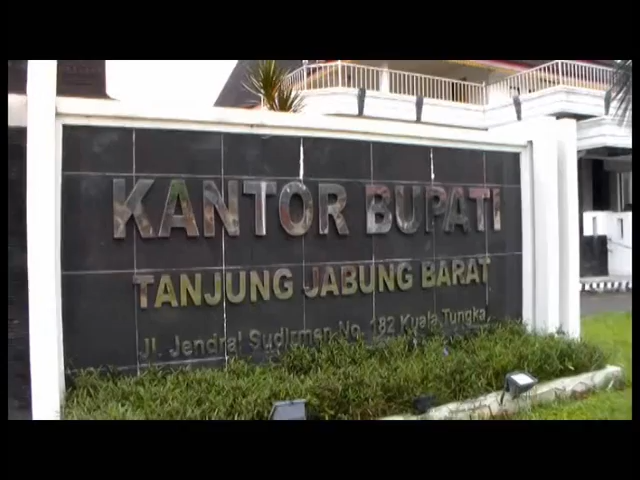 KANTOR BUPATI
TANJUNG JABUNG BARAT
Jl. Jendral Sudirman No. 182 Kuala Tungkal